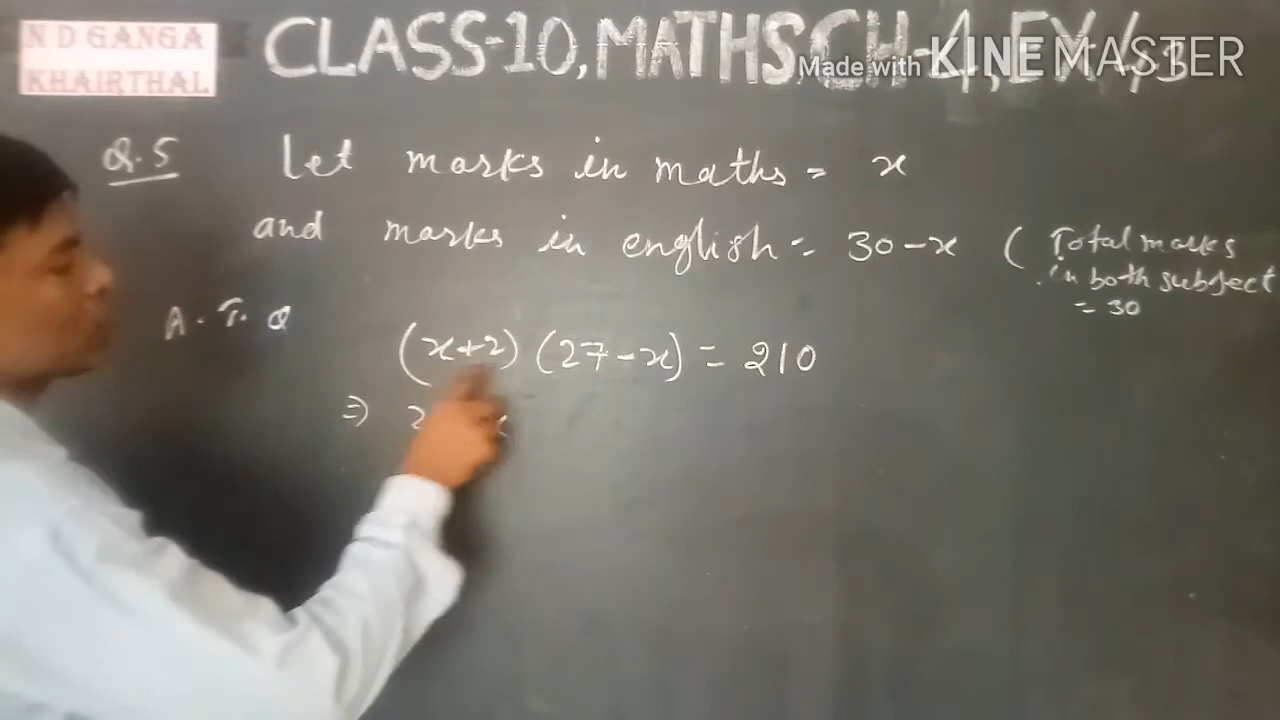 N D GANGA
KHAIRTHAL
CLASS-10, MATHS, CH-4, EX 4.3
Made with KINEMASTER
Q.5 Let marks in maths = x
and marks in english = 30-x ( Total marks
in both subject
= 30
A. T. Q
(x+2) (27-x) = 210
⇒ 2